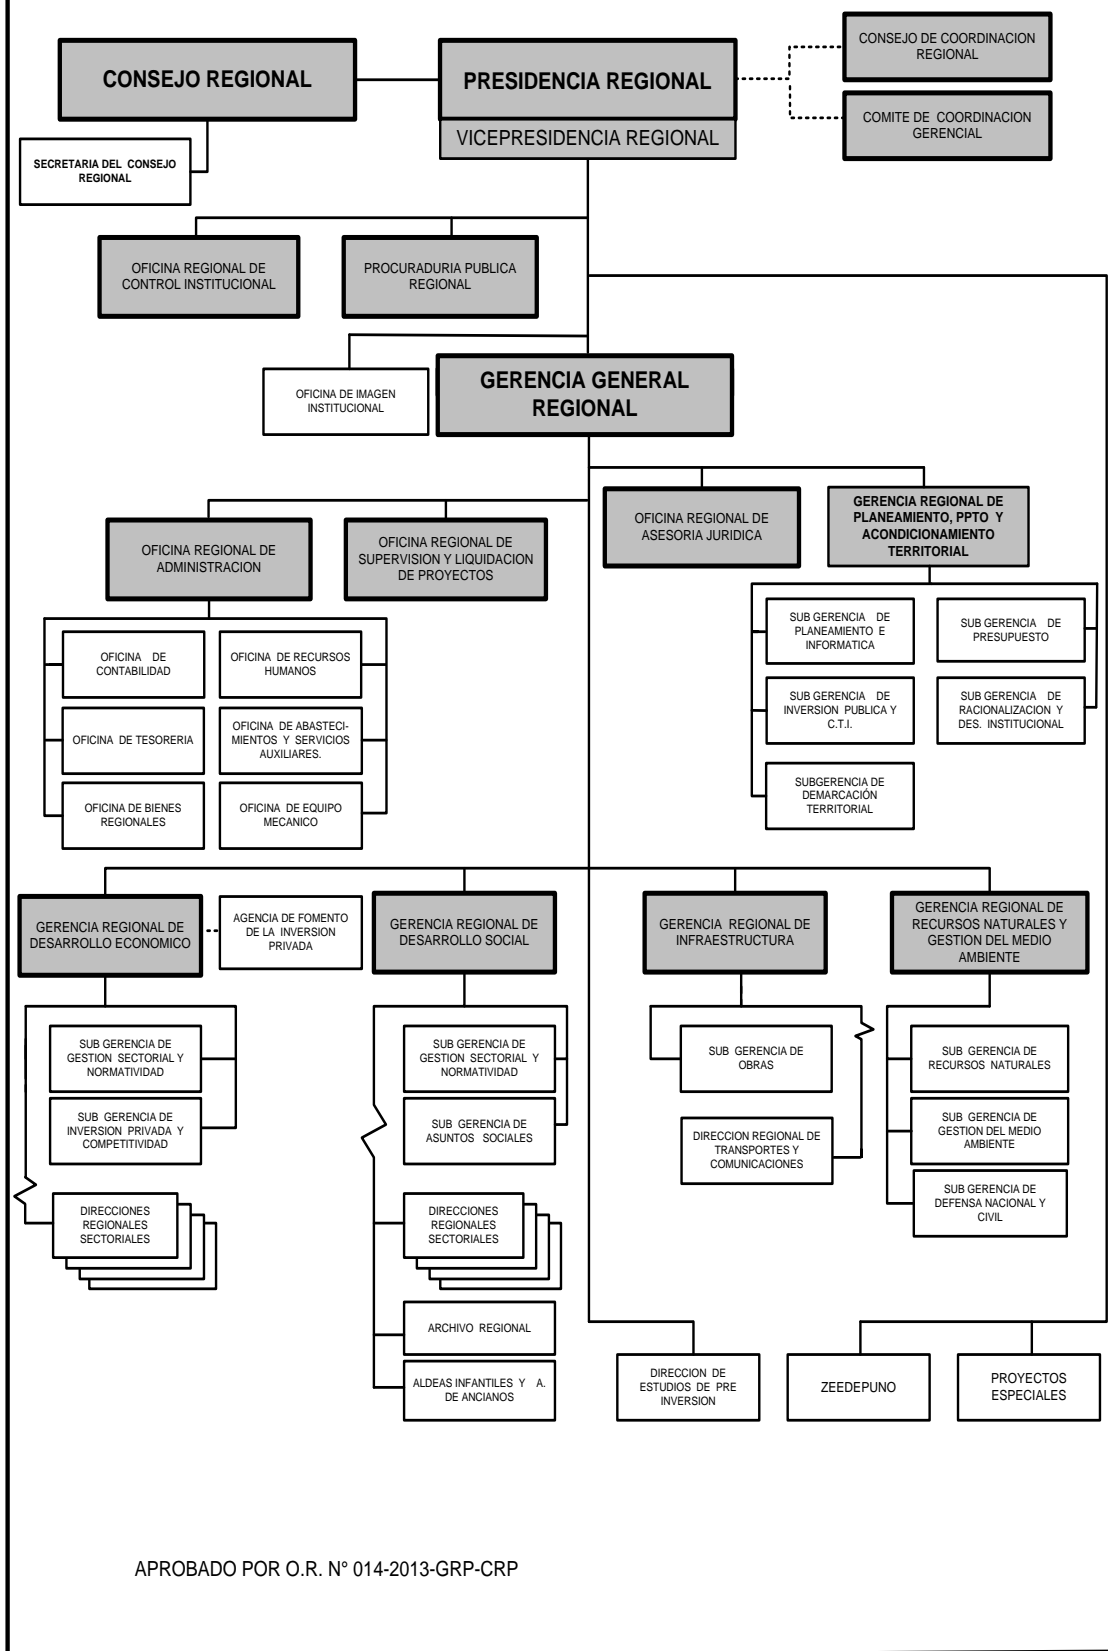 CONSEJO REGIONAL
PRESIDENCIA REGIONAL
VICEPRESIDENCIA REGIONAL
CONSEJO DE COORDINACION
REGIONAL
COMITE DE COORDINACION
GERENCIAL
SECRETARIA DEL CONSEJO
REGIONAL
OFICINA REGIONAL DE
CONTROL INSTITUCIONAL
PROCURADURIA PUBLICA
REGIONAL
OFICINA DE IMAGEN
INSTITUCIONAL
GERENCIA GENERAL
REGIONAL
OFICINA REGIONAL DE
ADMINISTRACION
OFICINA REGIONAL DE
SUPERVISION Y LIQUIDACION
DE PROYECTOS
OFICINA REGIONAL DE
ASESORIA JURIDICA
GERENCIA REGIONAL DE
PLANEAMIENTO, PPTO Y
ACONDICIONAMIENTO
TERRITORIAL
OFICINA DE
CONTABILIDAD
OFICINA DE RECURSOS
HUMANOS
OFICINA DE TESORERIA
OFICINA DE ABASTECI-
MIENTOS Y SERVICIOS
AUXILIARES.
OFICINA DE BIENES
REGIONALES
OFICINA DE EQUIPO
MECANICO
SUB GERENCIA DE
PLANEAMIENTO E
INFORMATICA
SUB GERENCIA DE
PRESUPUESTO
SUB GERENCIA DE
INVERSION PUBLICA Y
C.T.I.
SUB GERENCIA DE
RACIONALIZACION Y
DES. INSTITUCIONAL
SUBGERENCIA DE
DEMARCACIÓN
TERRITORIAL
GERENCIA REGIONAL DE
DESARROLLO ECONOMICO
AGENCIA DE FOMENTO
DE LA INVERSION
PRIVADA
GERENCIA REGIONAL DE
DESARROLLO SOCIAL
GERENCIA REGIONAL DE
INFRAESTRUCTURA
GERENCIA REGIONAL DE
RECURSOS NATURALES Y
GESTION DEL MEDIO
AMBIENTE
SUB GERENCIA DE
GESTION SECTORIAL Y
NORMATIVIDAD
SUB GERENCIA DE
INVERSION PRIVADA Y
COMPETITIVIDAD
DIRECCIONES
REGIONALES
SECTORIALES
SUB GERENCIA DE
GESTION SECTORIAL Y
NORMATIVIDAD
SUB GERENCIA DE
ASUNTOS SOCIALES
DIRECCIONES
REGIONALES
SECTORIALES
ARCHIVO REGIONAL
ALDEAS INFANTILES Y A.
DE ANCIANOS
SUB GERENCIA DE
OBRAS
DIRECCION REGIONAL DE
TRANSPORTES Y
COMUNICACIONES
SUB GERENCIA DE
RECURSOS NATURALES
SUB GERENCIA DE
GESTION DEL MEDIO
AMBIENTE
SUB GERENCIA DE
DEFENSA NACIONAL Y
CIVIL
DIRECCION DE
ESTUDIOS DE PRE
INVERSION
ZEEDEPUNO
PROYECTOS
ESPECIALES
APROBADO POR O.R. N° 014-2013-GRP-CRP